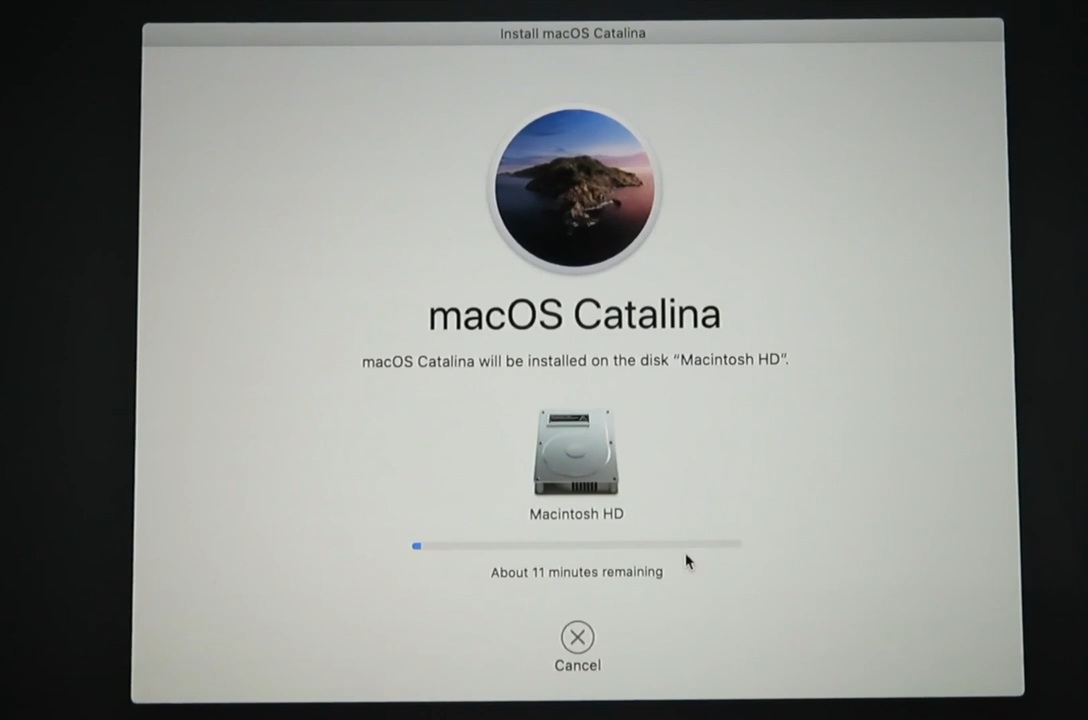 Install macOS Catalina
macOS Catalina
macOS Catalina will be installed on the disk “Macintosh HD”.
Macintosh HD
About 11 minutes remaining
Cancel